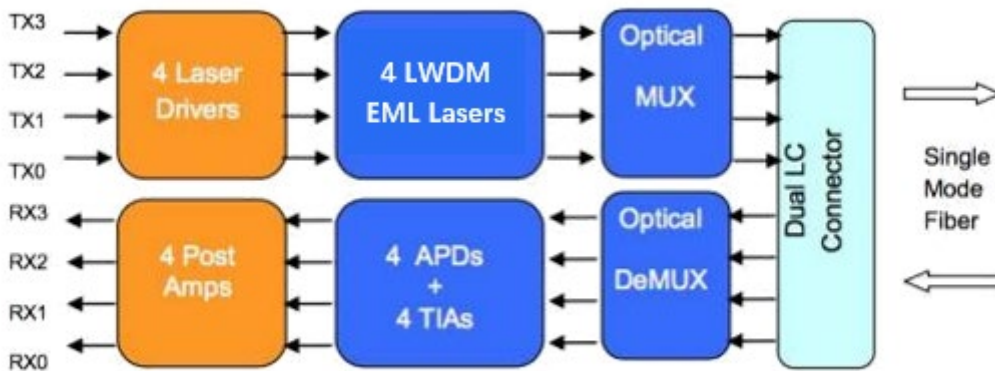 TX3
TX2
TX1
TX0
4 Laser
Drivers
4 LWDM
EML Lasers
Optical
MUX
RX3
RX2
RX1
RX0
4 Post
Amps
4 APDs
+
4 TIAs
Optical
DeMUX
Dual LC
Connector
Single
Mode
Fiber